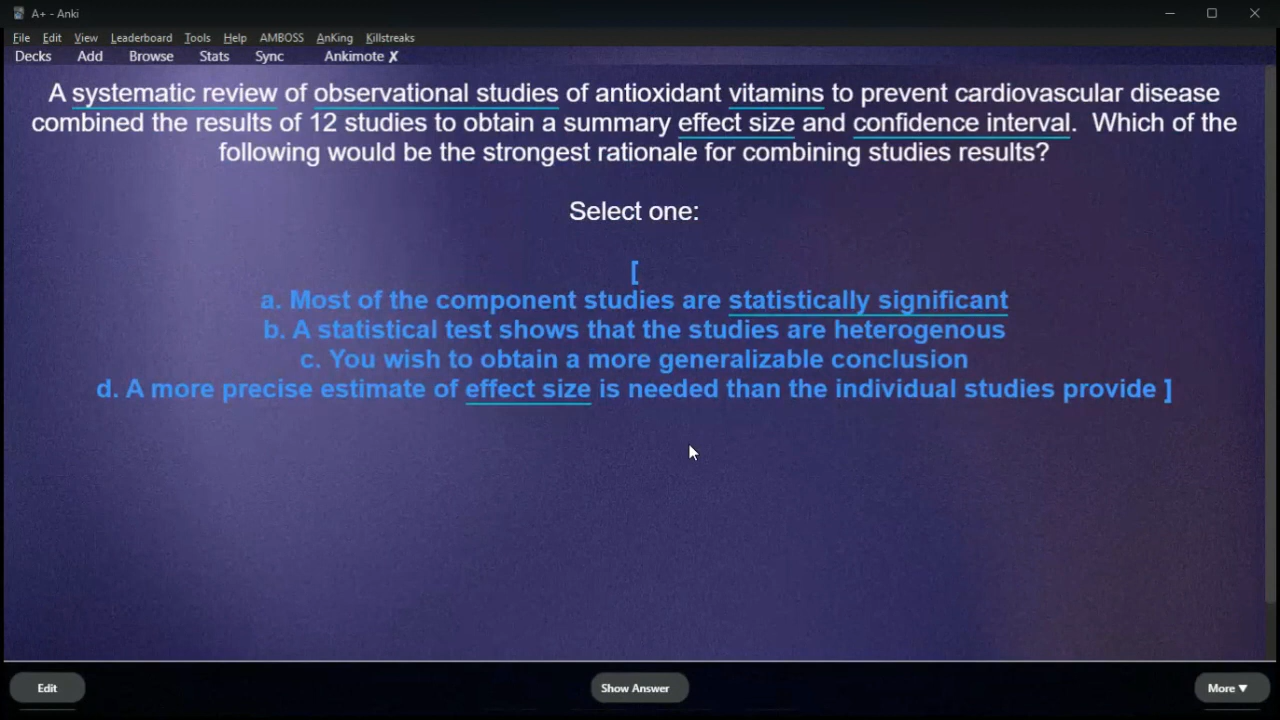 A+ - Anki
File Edit View Leaderboard Tools Help AMBOSS AnKing Killstreaks
Decks Add Browse Stats Sync Ankimote ✗
A systematic review of observational studies of antioxidant vitamins to prevent cardiovascular disease
combined the results of 12 studies to obtain a summary effect size and confidence interval. Which of the
following would be the strongest rationale for combining studies results?
Select one:
[
a. Most of the component studies are statistically significant
b. A statistical test shows that the studies are heterogenous
c. You wish to obtain a more generalizable conclusion
d. A more precise estimate of effect size is needed than the individual studies provide ]
Edit Show Answer More ▼